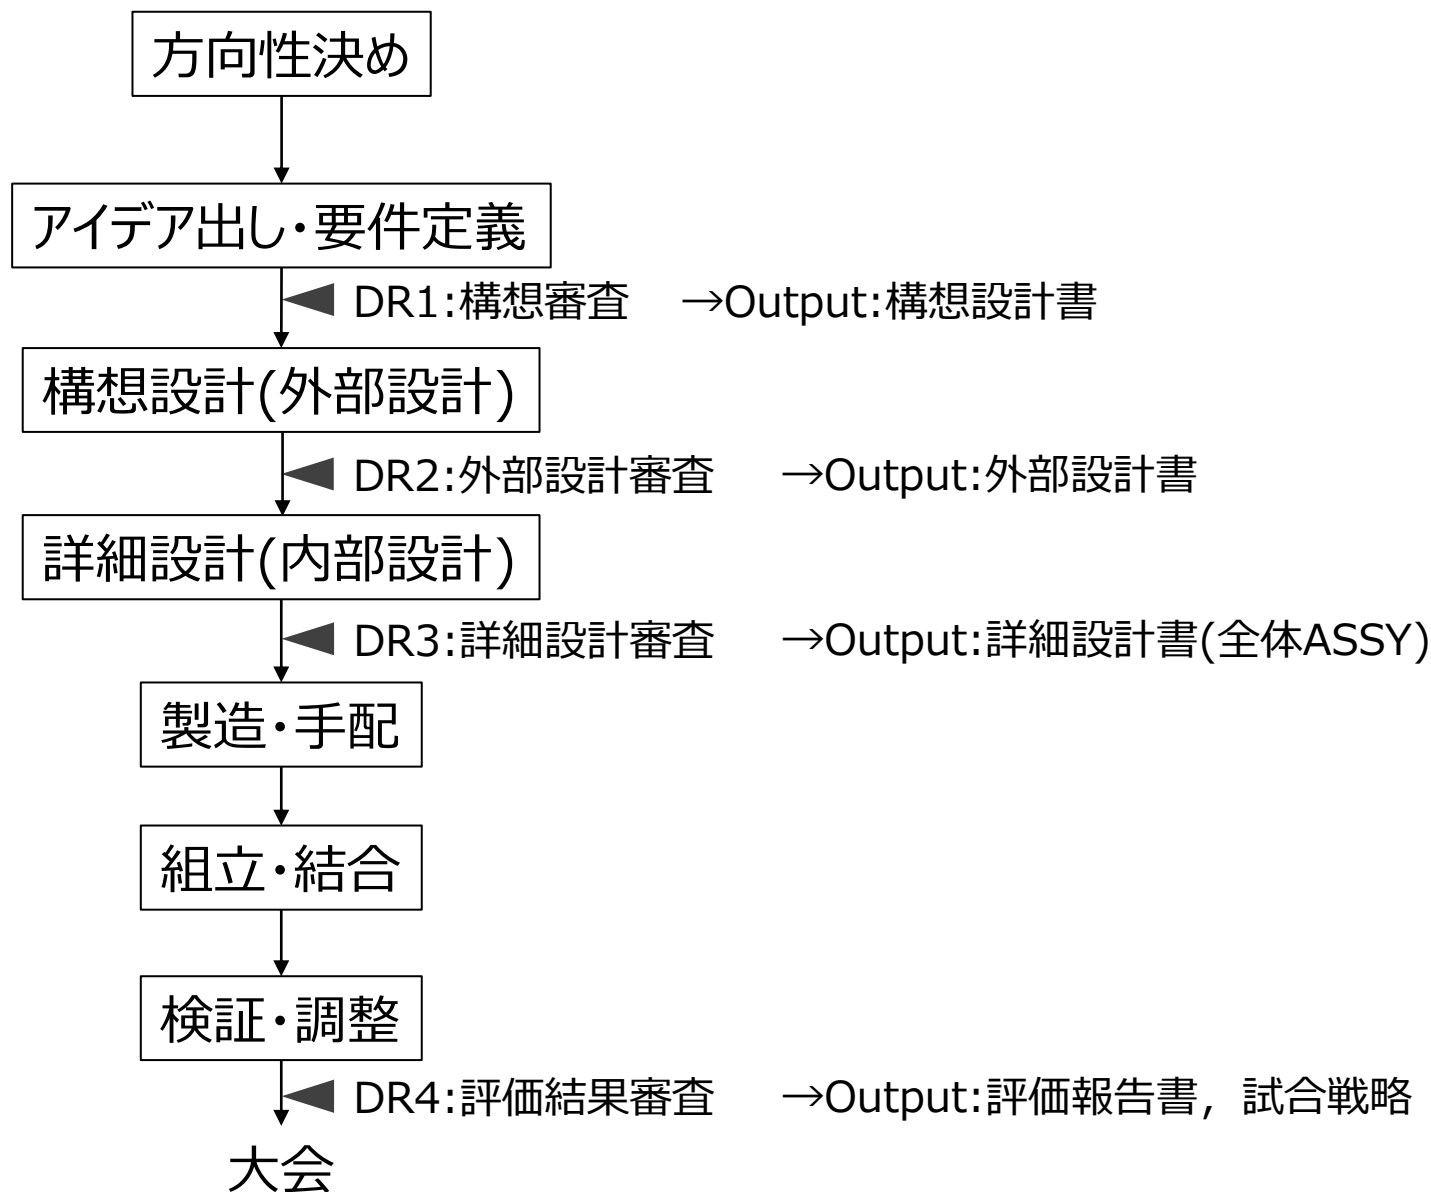 方向性決め
アイデア出し・要件定義
DR1:構想審査　→Output:構想設計書
構想設計(外部設計)
DR2:外部設計審査　→Output:外部設計書
詳細設計(内部設計)
DR3:詳細設計審査　→Output:詳細設計書(全体ASSY)
製造・手配
組立・結合
検証・調整
DR4:評価結果審査　→Output:評価報告書，試合戦略
大会